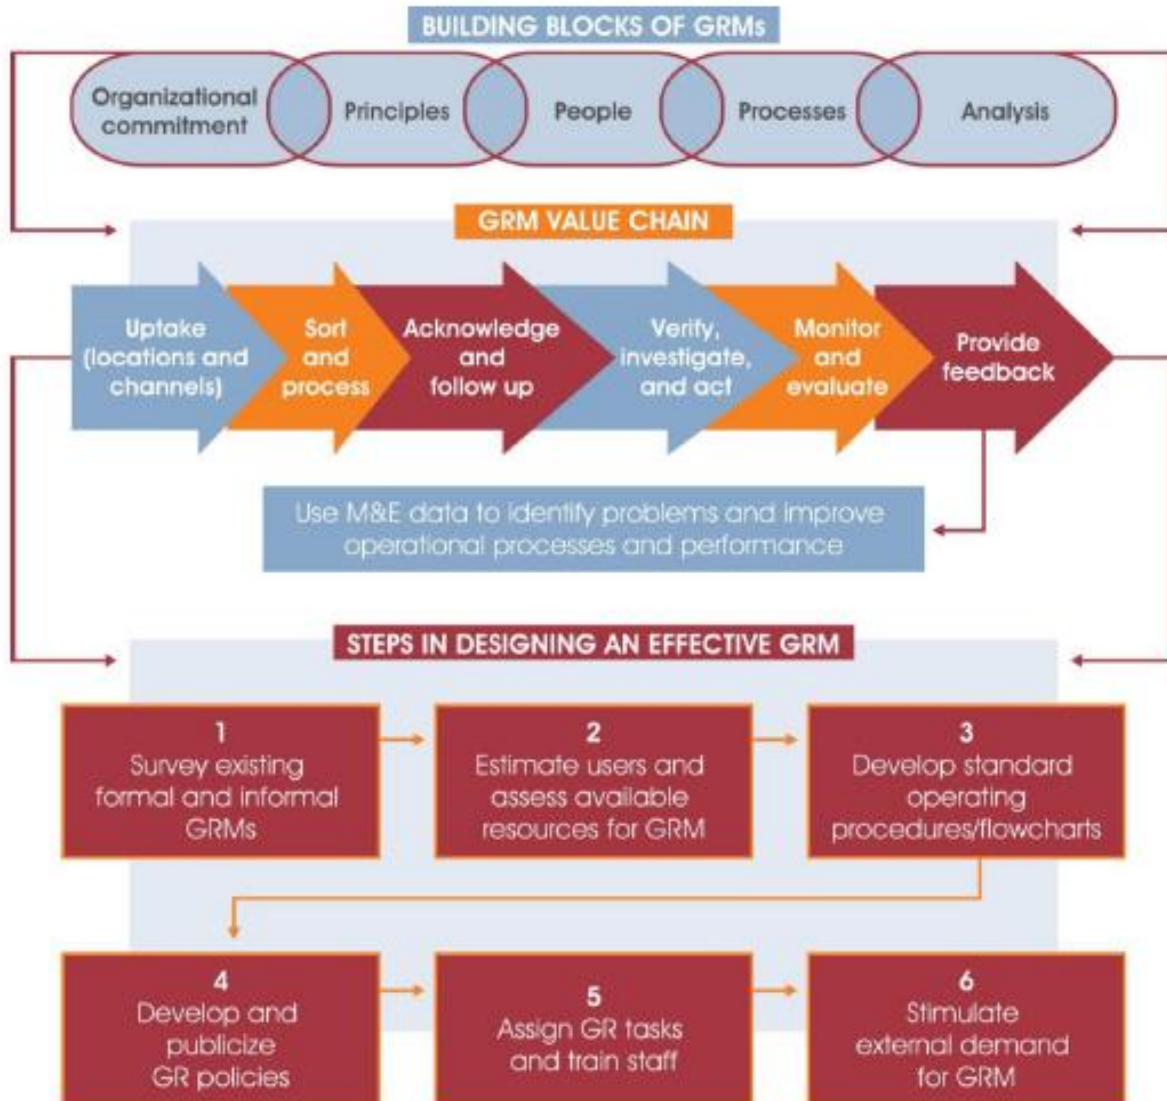 BUILDING BLOCKS OF GRMs
Organizational
commitment
Principles
People
Processes
Analysis
GRM VALUE CHAIN
Uptake
(locations and
channels)
Sort
and
process
Acknowledge
and
follow up
Verify,
investigate,
and act
Monitor
and
evaluate
Provide
feedback
Use M&E data to identify problems and improve
operational processes and performance
STEPS IN DESIGNING AN EFFECTIVE GRM
1
Survey existing
formal and informal
GRMs
2
Estimate users and
assess available
resources for GRM
3
Develop standard
operating
procedures/flowcharts
4
Develop and
publicize
GR policies
5
Assign GR tasks
and train staff
6
Stimulate
external demand
for GRM